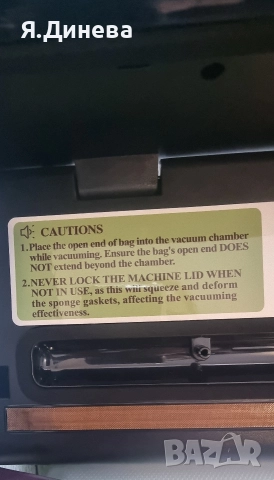 Я.Динева
CAUTIONS
1.Place the open end of bag into the vacuum chamber
while vacuuming. Ensure the bag's open end DOES
NOT extend beyond the chamber.
2.NEVER LOCK THE MACHINE LID WHEN
NOT IN USE, as this will squeeze and deform
the sponge gaskets, affecting the vacuuming
effectiveness.
BAZAR